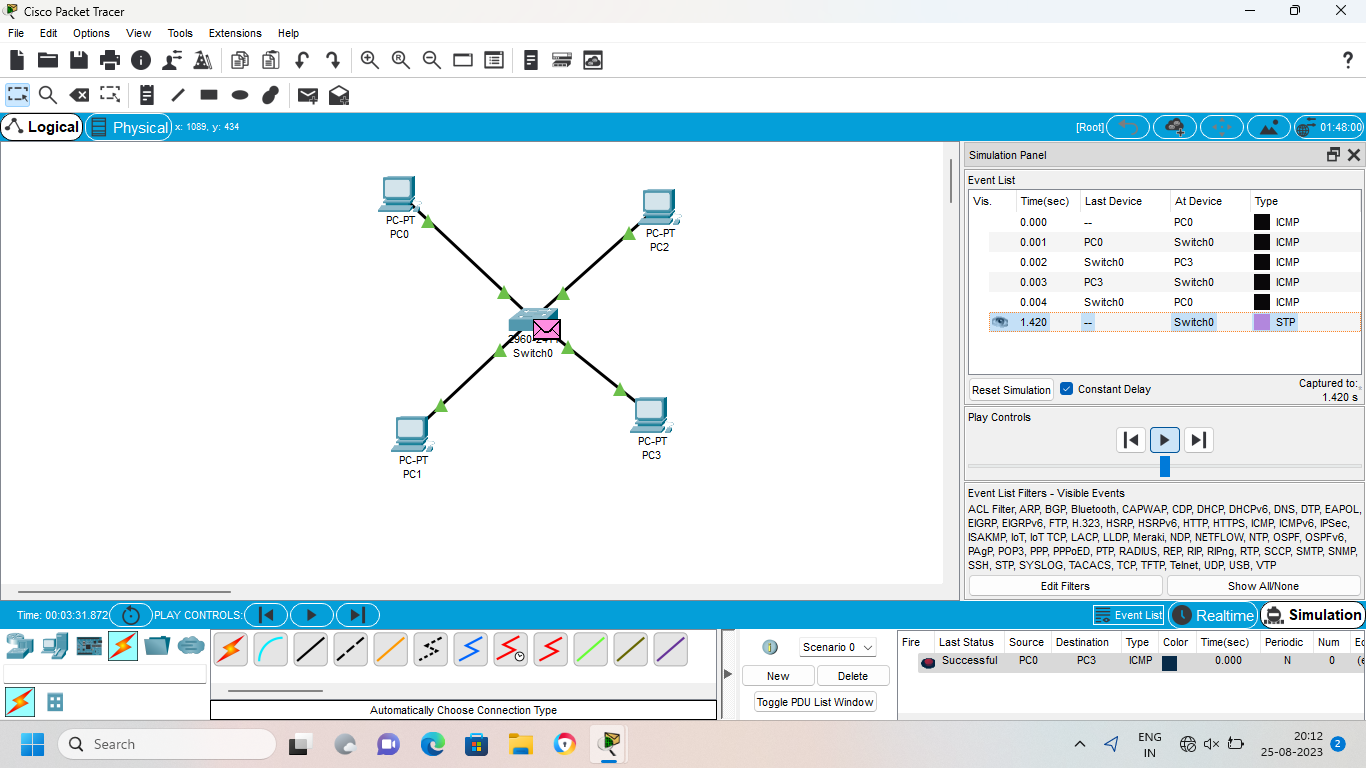 Cisco Packet Tracer
File Edit Options View Tools Extensions Help
Logical Physical x: 1089, y: 434 [Root] 01:48:00
PC-PT
PC0
PC-PT
PC2
Switch0
PC-PT
PC1
PC-PT
PC3
Simulation Panel
Event List
Vis. Time(sec) Last Device At Device Type
0.000 -- PC0 ICMP
0.001 PC0 Switch0 ICMP
0.002 Switch0 PC3 ICMP
0.003 PC3 Switch0 ICMP
0.004 Switch0 PC0 ICMP
1.420 -- Switch0 STP
Reset Simulation Constant Delay Captured to:
1.420 s
Play Controls
Event List Filters - Visible Events
ACL Filter, ARP, BGP, Bluetooth, CAPWAP, CDP, DHCP, DHCPv6, DNS, DTP, EAPOL,
EIGRP, EIGRPv6, FTP, H.323, HSRP, HSRPv6, HTTP, HTTPS, ICMP, ICMPv6, IPSec,
ISAKMP, IoT, IoT TCP, LACP, LLDP, Meraki, NDP, NETFLOW, NTP, OSPF, OSPFv6,
PAgP, POP3, PPP, PPPoED, PTP, RADIUS, REP, RIP, RIPng, RTP, SCCP, SMTP, SNMP,
SSH, STP, SYSLOG, TACACS, TCP, TFTP, Telnet, UDP, USB, VTP
Edit Filters Show All/None
Time: 00:03:31.872 PLAY CONTROLS: Event List Realtime Simulation
Automatically Choose Connection Type
Scenario 0
New Delete
Toggle PDU List Window
Fire Last Status Source Destination Type Color Time(sec) Periodic Num
Successful PC0 PC3 ICMP 0.000 N 0
Search
ENG
IN
20:12
25-08-2023
2